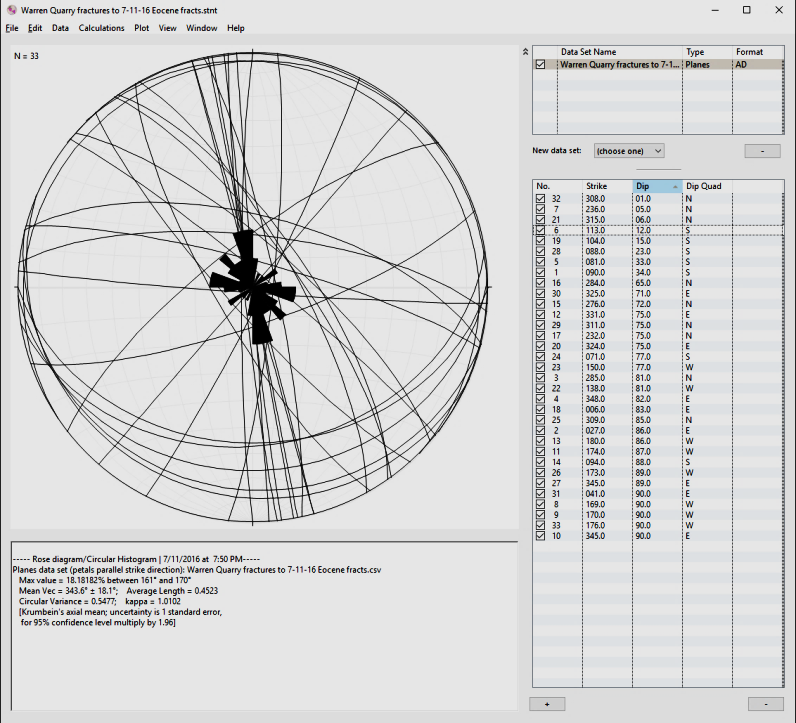 Warren Quarry fractures to 7-11-16 Eocene fracts.stnt
File Edit Data Calculations Plot View Window Help
N = 33
Data Set Name Type Format
Warren Quarry fractures to 7-1... Planes AD
New data set: (choose one) -
No. Strike Dip Dip Quad
32 308.0 01.0 N
7 236.0 05.0 N
21 315.0 06.0 N
6 113.0 12.0 S
19 104.0 15.0 S
28 088.0 23.0 S
5 081.0 33.0 S
1 090.0 34.0 S
16 284.0 65.0 N
30 325.0 71.0 E
15 276.0 72.0 N
12 331.0 75.0 E
29 311.0 75.0 N
17 232.0 75.0 N
20 324.0 75.0 E
24 071.0 77.0 S
23 150.0 77.0 W
3 285.0 81.0 N
22 138.0 81.0 W
4 348.0 82.0 E
18 006.0 83.0 E
25 309.0 85.0 N
2 027.0 86.0 E
13 180.0 86.0 W
11 174.0 87.0 W
14 094.0 88.0 S
26 173.0 89.0 W
27 345.0 89.0 E
31 041.0 90.0 E
8 169.0 90.0 W
9 170.0 90.0 W
33 176.0 90.0 W
10 345.0 90.0 E
+ -
----- Rose diagram/Circular Histogram | 7/11/2016 at 7:50 PM-----
Planes data set (petals parallel strike direction): Warren Quarry fractures to 7-11-16 Eocene fracts.csv
Max value = 18.18182% between 161° and 170°
Mean Vec = 343.6° ± 18.1°; Average Length = 0.4523
Circular Variance = 0.5477; kappa = 1.0102
[Krumbein's axial mean; uncertainty is 1 standard error,
for 95% confidence level multiply by 1.96]